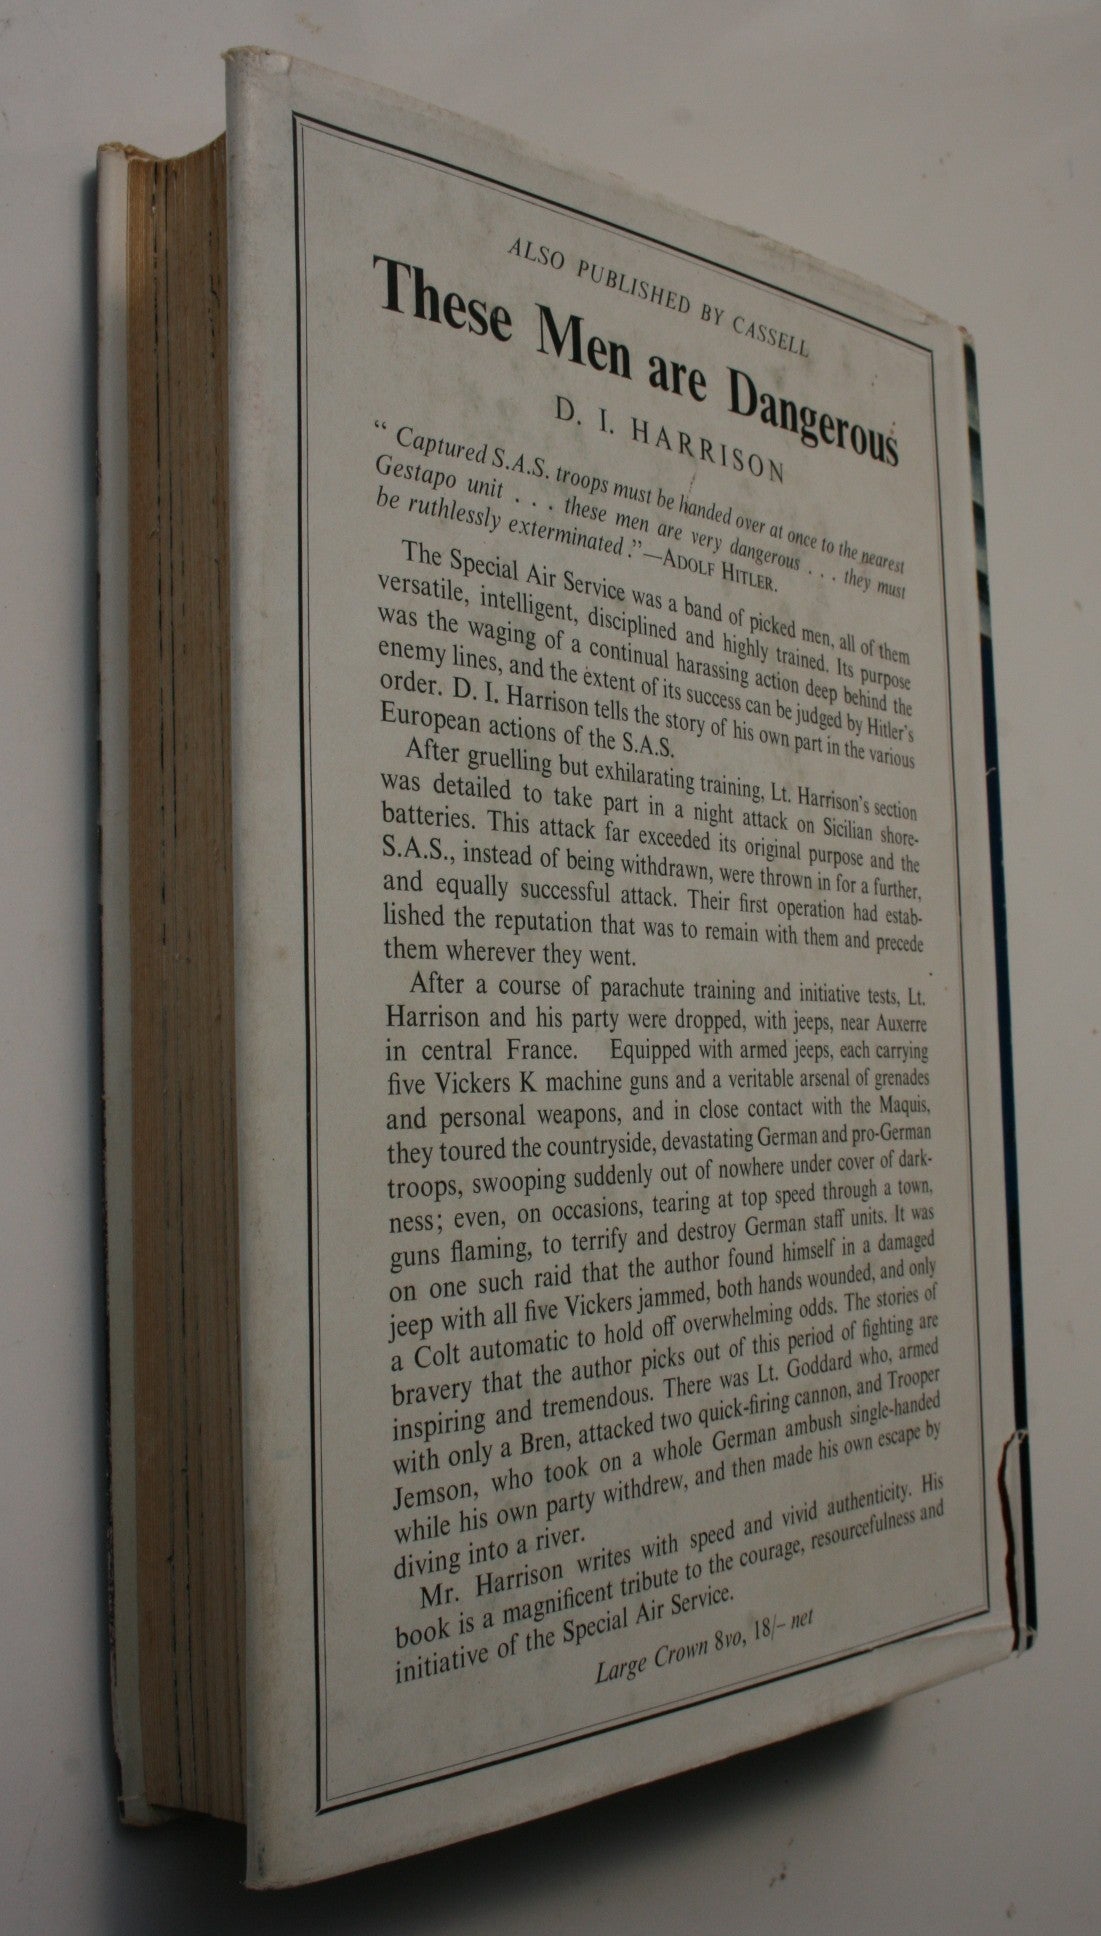 ALSO PUBLISHED BY CASSELL
These Men are Dangerous
D. I. HARRISON
“ Captured S.A.S. troops must be handed over at once to the nearest
Gestapo unit . . . these men are very dangerous . . . they must
be ruthlessly exterminated.”—ADOLF HITLER.
The Special Air Service was a band of picked men, all of them
versatile, intelligent, disciplined and highly trained. Its purpose
was the waging of a continual harassing action deep behind the
enemy lines, and the extent of its success can be judged by Hitler's
order. D. I. Harrison tells the story of his own part in the various
European actions of the S.A.S.
After gruelling but exhilarating training, Lt. Harrison's section
was detailed to take part in a night attack on Sicilian shore-
batteries. This attack far exceeded its original purpose and the
S.A.S., instead of being withdrawn, were thrown in for a further,
and equally successful attack. Their first operation had estab-
lished the reputation that was to remain with them and precede
them wherever they went.
After a course of parachute training and initiative tests, Lt.
Harrison and his party were dropped, with jeeps, near Auxerre
in central France. Equipped with armed jeeps, each carrying
five Vickers K machine guns and a veritable arsenal of grenades
and personal weapons, and in close contact with the Maquis,
they toured the countryside, devastating German and pro-German
troops, swooping suddenly out of nowhere under cover of dark-
ness; even, on occasions, tearing at top speed through a town,
guns flaming, to terrify and destroy German staff units. It was
on one such raid that the author found himself in a damaged
jeep with all five Vickers jammed, both hands wounded, and only
a Colt automatic to hold off overwhelming odds. The stories of
bravery that the author picks out of this period of fighting are
inspiring and tremendous. There was Lt. Goddard who, armed
with only a Bren, attacked two quick-firing cannon, and Trooper
Jemson, who took on a whole German ambush single-handed
while his own party withdrew, and then made his own escape by
diving into a river.
Mr. Harrison writes with speed and vivid authenticity. His
book is a magnificent tribute to the courage, resourcefulness and
initiative of the Special Air Service.
Large Crown 8vo, 18/– net